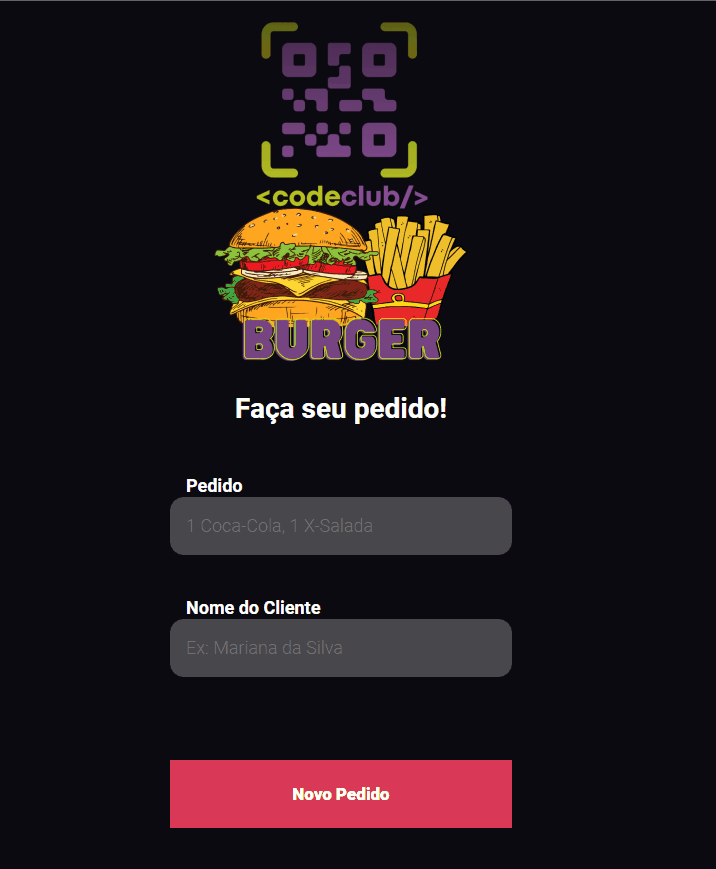 <codeclub/>
BURGER
Faça seu pedido!
Pedido
1 Coca-Cola, 1 X-Salada
Nome do Cliente
Ex: Mariana da Silva
Novo Pedido